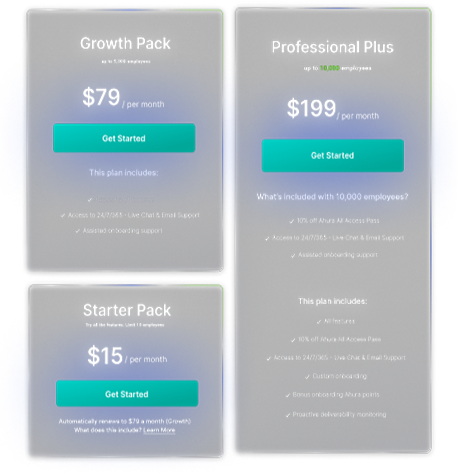 Growth Pack
up to 2,000 employees
$79 / per month
Get Started
This plan includes:
✓
✓ Access to 24/7/365 - Live Chat & Email Support
✓ Assisted onboarding support
Starter Pack
Try all the features. Limit 10 employees
$15 / per month
Get Started
Automatically renews to $79 a month (Growth)
What does this include? Learn More
Professional Plus
up to 10,000 employees
$199 / per month
Get Started
What's included with 10,000 employees?
✓ 10% off Ahura All Access Pass
✓ Access to 24/7/365 - Live Chat & Email Support
✓ Assisted onboarding support
This plan includes:
✓ All features
✓ 10% off Ahura All Access Pass
✓ Access to 24/7/365 - Live Chat & Email Support
✓ Custom onboarding
✓ Bonus onboarding Ahura points
✓ Proactive deliverability monitoring